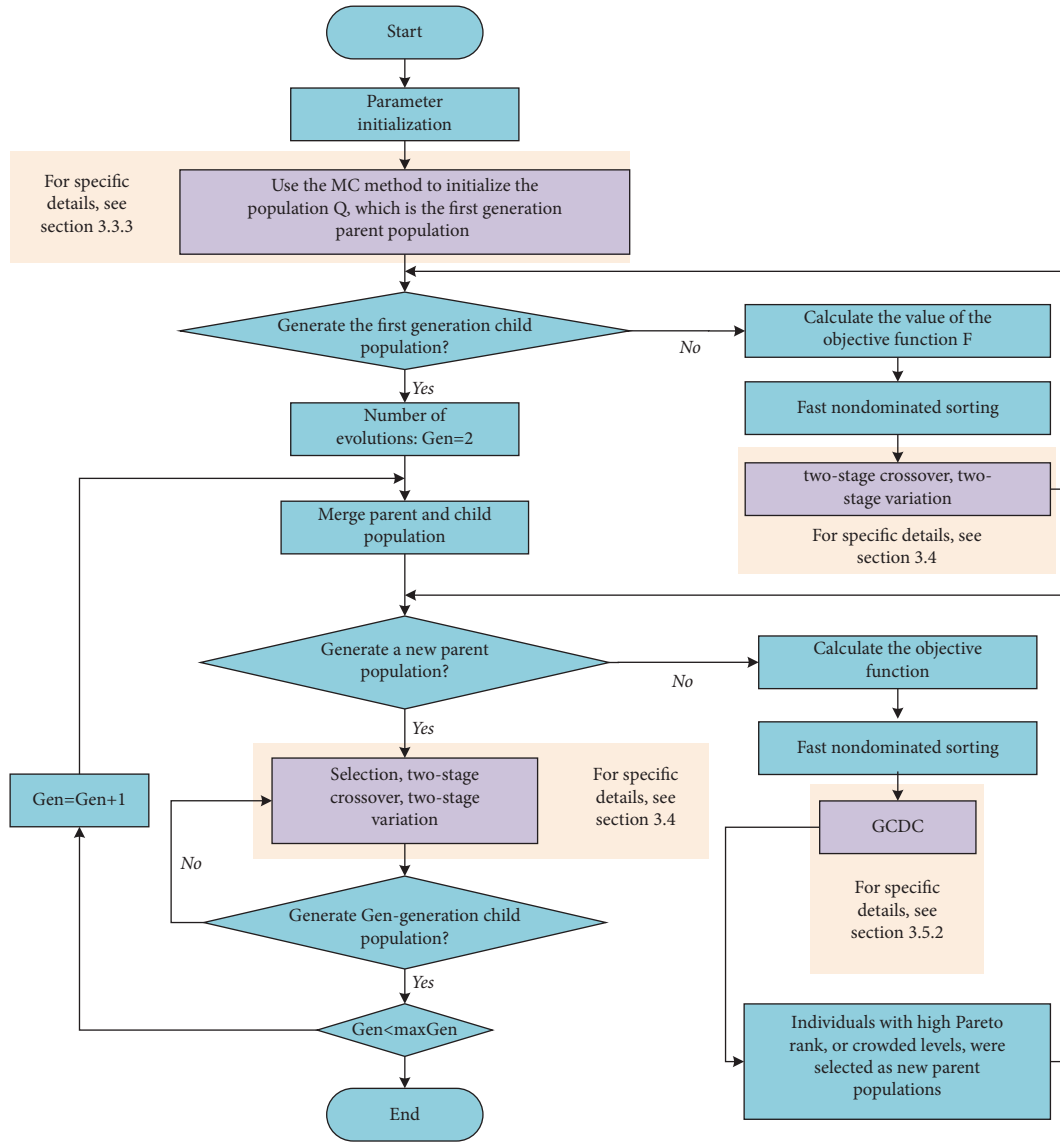 Start
Parameter
initialization
For specific
details, see
section 3.3.3
Use the MC method to initialize the
population Q, which is the first generation
parent population
Generate the first generation child
population?
No
Calculate the value of the
objective function F
Yes
Fast nondominated sorting
Number of
evolutions: Gen=2
two-stage crossover, two-
stage variation
For specific details, see
section 3.4
Merge parent and child
population
Generate a new parent
population?
No
Calculate the objective
function
Yes
Fast nondominated sorting
Selection, two-stage
crossover, two-stage
variation
For specific
details, see
section 3.4
Gen=Gen+1
GCDC
No
For specific
details, see
section 3.5.2
Generate Gen-generation child
population?
Yes
Gen<maxGen
Individuals with high Pareto
rank, or crowded levels, were
selected as new parent
populations
End